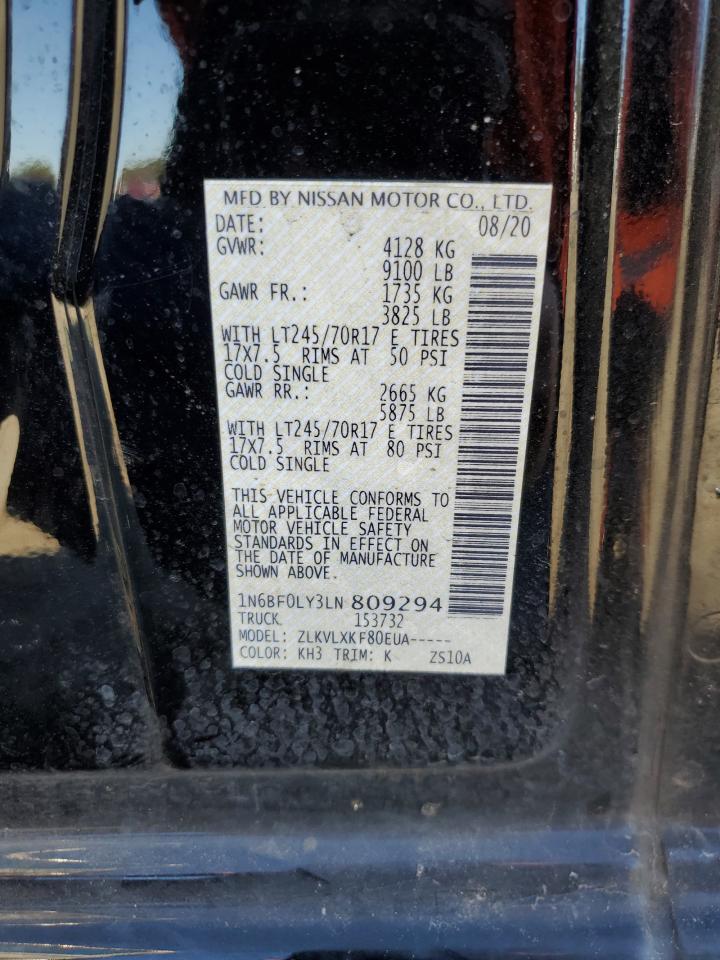 MFD BY NISSAN MOTOR CO., LTD.
DATE: 08/20
GVWR: 4128 KG
9100 LB
GAWR FR.: 1735 KG
3825 LB
WITH LT245/70R17 E TIRES
17X7.5 RIMS AT 50 PSI
COLD SINGLE
GAWR RR.: 2665 KG
5875 LB
WITH LT245/70R17 E TIRES
17X7.5 RIMS AT 80 PSI
COLD SINGLE
THIS VEHICLE CONFORMS TO
ALL APPLICABLE FEDERAL
MOTOR VEHICLE SAFETY
STANDARDS IN EFFECT ON
THE DATE OF MANUFACTURE
SHOWN ABOVE.
1N6BF0LY3LN 809294
TRUCK 153732
MODEL: ZLKVLXKF80EUA-----
COLOR: KH3 TRIM: K ZS10A